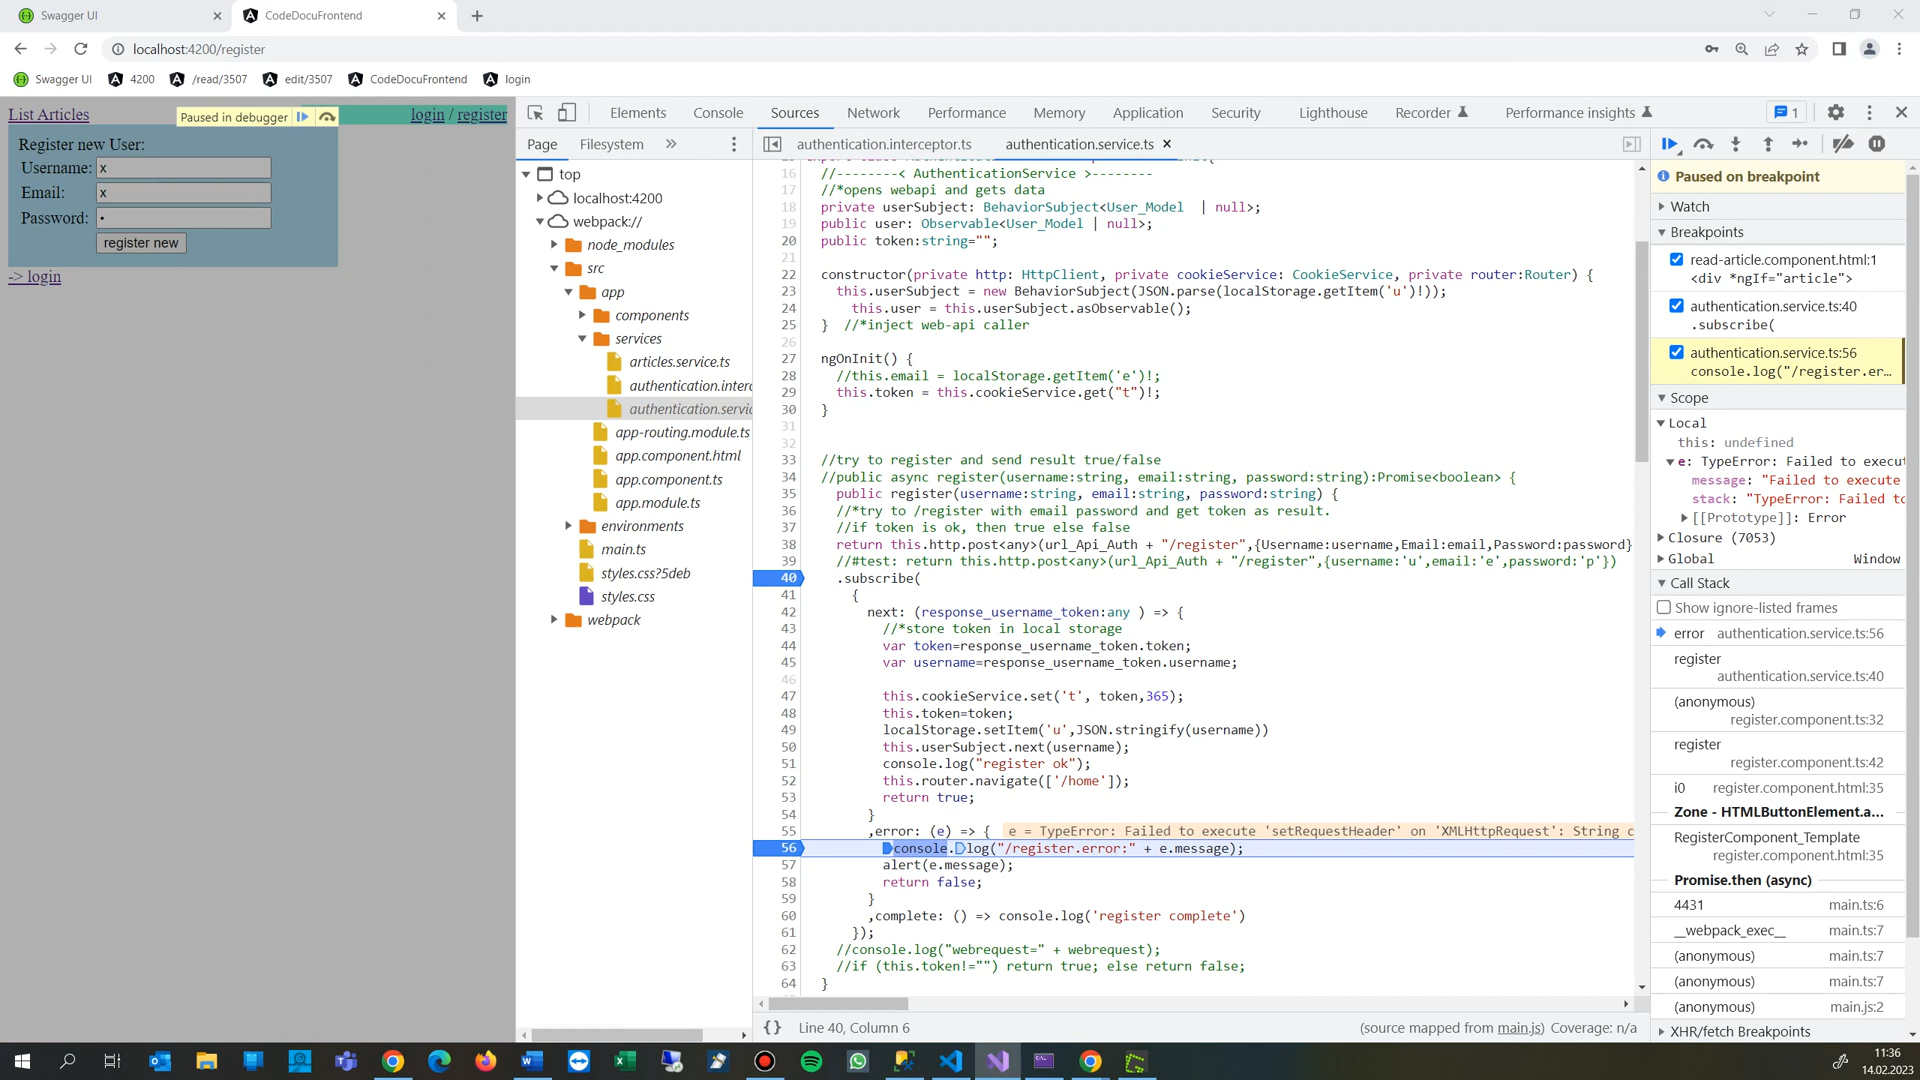 Swagger UI
CodeDocuFrontend
localhost:4200/register
Swagger UI
4200
/read/3507
edit/3507
CodeDocuFrontend
login
List Articles
Paused in debugger
login / register
Register new User:
Username: x
Email: x
Password: •
register new
-> login
Elements
Console
Sources
Network
Performance
Memory
Application
Security
Lighthouse
Recorder
Performance insights
1
Page
Filesystem
»
top
localhost:4200
webpack://
node_modules
src
app
components
services
articles.service.ts
authentication.interc
authentication.servic
app-routing.module.ts
app.component.html
app.component.ts
app.module.ts
environments
main.ts
styles.css?5deb
styles.css
webpack
authentication.interceptor.ts
authentication.service.ts
16 //--------< AuthenticationService >--------
17 //*opens webapi and gets data
18 private userSubject: BehaviorSubject<User_Model  | null>;
19 public user: Observable<User_Model | null>;
20 public token:string="";
21
22 constructor(private http: HttpClient, private cookieService: CookieService, private router:Router) {
23 this.userSubject = new BehaviorSubject(JSON.parse(localStorage.getItem('u')!));
24 this.user = this.userSubject.asObservable();
25 }  //*inject web-api caller
26
27 ngOnInit() {
28 //this.email = localStorage.getItem('e')!;
29 this.token = this.cookieService.get("t")!;
30 }
31
32
33 //try to register and send result true/false
34 //public async register(username:string, email:string, password:string):Promise<boolean> {
35 public register(username:string, email:string, password:string) {
36 //*try to /register with email password and get token as result.
37 //if token is ok, then true else false
38 return this.http.post<any>(url_Api_Auth + "/register",{Username:username,Email:email,Password:password}
39 //#test: return this.http.post<any>(url_Api_Auth + "/register",{username:'u',email:'e',password:'p'})
40 .subscribe(
41 {
42 next: (response_username_token:any ) => {
43 //*store token in local storage
44 var token=response_username_token.token;
45 var username=response_username_token.username;
46
47 this.cookieService.set('t', token,365);
48 this.token=token;
49 localStorage.setItem('u',JSON.stringify(username))
50 this.userSubject.next(username);
51 console.log("register ok");
52 this.router.navigate(['/home']);
53 return true;
54 }
55 ,error: (e) => { e = TypeError: Failed to execute 'setRequestHeader' on 'XMLHttpRequest': String c
56 console.log("/register.error:" + e.message);
57 alert(e.message);
58 return false;
59 }
60 ,complete: () => console.log('register complete')
61 });
62 //console.log("webrequest=" + webrequest);
63 //if (this.token!="") return true; else return false;
64 }
{} Line 40, Column 6
(source mapped from main.js) Coverage: n/a
Paused on breakpoint
Watch
Breakpoints
read-article.component.html:1
<div *ngIf="article">
authentication.service.ts:40
.subscribe(
authentication.service.ts:56
console.log("/register.er…
Scope
Local
this: undefined
e: TypeError: Failed to execut
message: "Failed to execute
stack: "TypeError: Failed to
[[Prototype]]: Error
Closure (7053)
Global Window
Call Stack
Show ignore-listed frames
error authentication.service.ts:56
register
authentication.service.ts:40
(anonymous)
register.component.ts:32
register
register.component.ts:42
i0 register.component.html:35
Zone - HTMLButtonElement.a...
RegisterComponent_Template
register.component.html:35
Promise.then (async)
4431 main.ts:6
__webpack_exec__ main.ts:7
(anonymous) main.ts:7
(anonymous) main.ts:7
(anonymous) main.js:2
XHR/fetch Breakpoints
11:36
14.02.2023